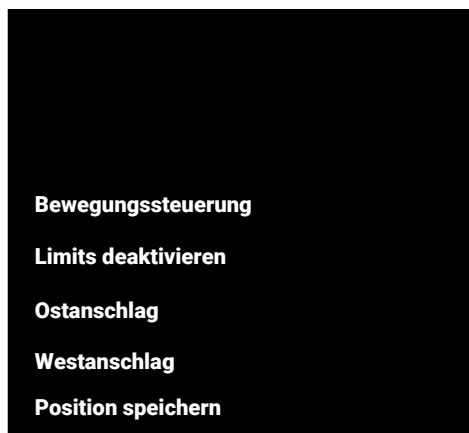 Bewegungssteuerung
Limits deaktivieren
Ostanschlag
Westanschlag
Position speichern